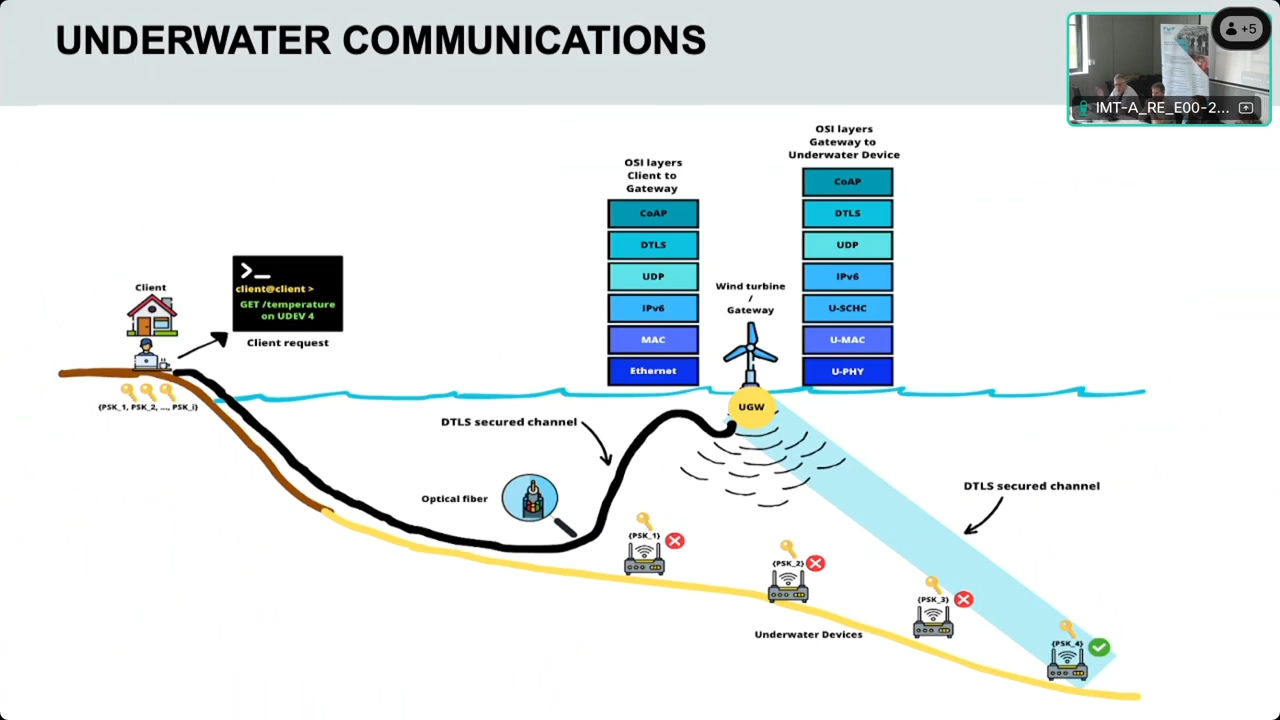 UNDERWATER COMMUNICATIONS
+5
IMT-A_RE_E00-2...
OSI layers
Client to
Gateway
CoAP
DTLS
UDP
IPv6
MAC
Ethernet
OSI layers
Gateway to
Underwater Device
CoAP
DTLS
UDP
IPv6
U-SCHC
U-MAC
U-PHY
Wind turbine
/
Gateway
UGW
Client
>_
client@client >
GET /temperature
on UDEV 4
Client request
{PSK_1, PSK_2, ..., PSK_i}
DTLS secured channel
Optical fiber
DTLS secured channel
{PSK_1}
{PSK_2}
{PSK_3}
{PSK_4}
Underwater Devices